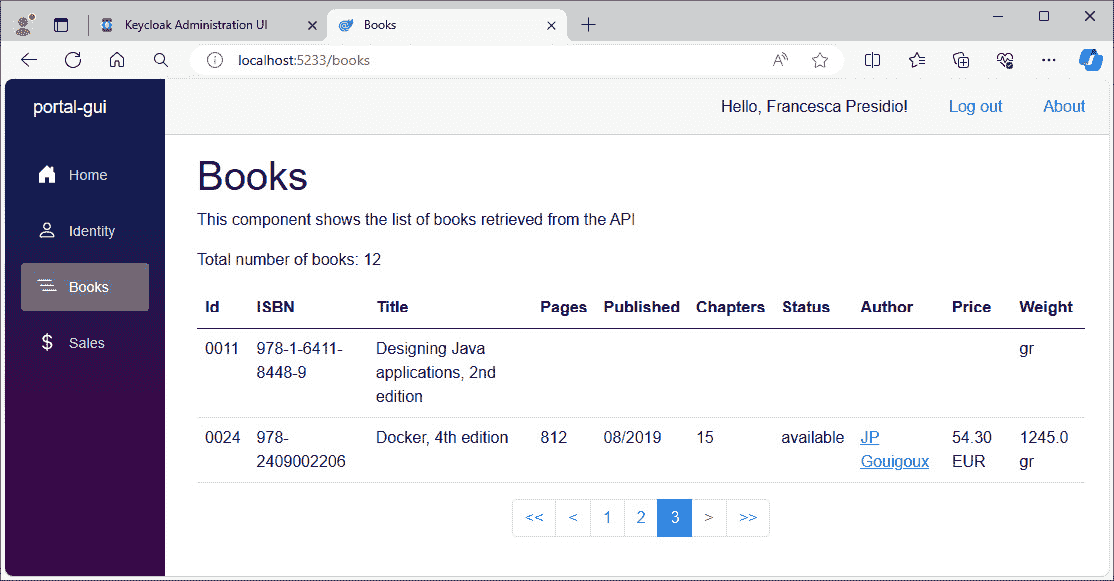 Keycloak Administration UI
Books
localhost:5233/books
portal-gui
Hello, Francesca Presidio!
Log out
About
Home
Identity
Books
Sales
Books
This component shows the list of books retrieved from the API
Total number of books: 12
Id ISBN Title Pages Published Chapters Status Author Price Weight
0011 978-1-6411- Designing Java gr
8448-9 applications, 2nd
edition
0024 978- Docker, 4th edition 812 08/2019 15 available JP 54.30 1245.0
2409002206 Gouigoux EUR gr
<< < 1 2 3 > >>